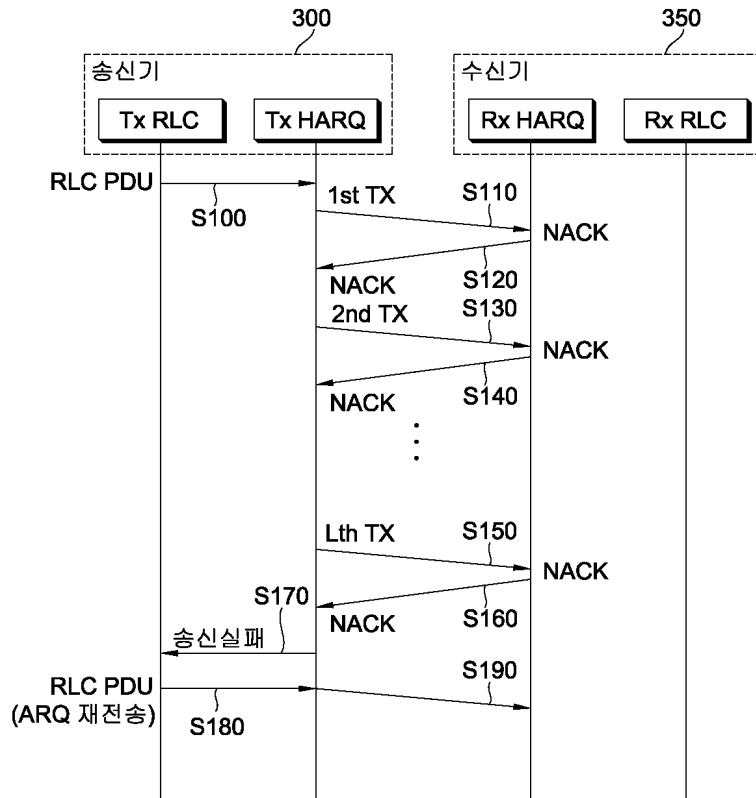 300
350
송신기
수신기
Tx RLC
Tx HARQ
Rx HARQ
Rx RLC
RLC PDU
S100
1st TX
S110
NACK
S120
NACK
2nd TX
S130
NACK
S140
NACK
Lth TX
S150
NACK
S160
NACK
S170
송신실패
RLC PDU
(ARQ 재전송)
S180
S190